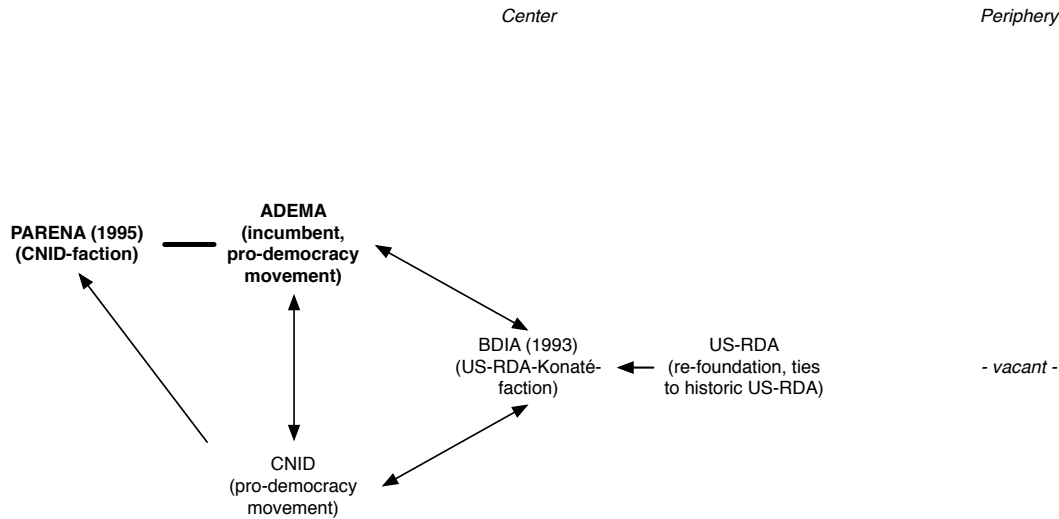 Center
Periphery
PARENA (1995)
(CNID-faction)
ADEMA
(incumbent,
pro-democracy
movement)
BDIA (1993)
(US-RDA-Konaté-
faction)
US-RDA
(re-foundation, ties
to historic US-RDA)
- vacant -
CNID
(pro-democracy
movement)